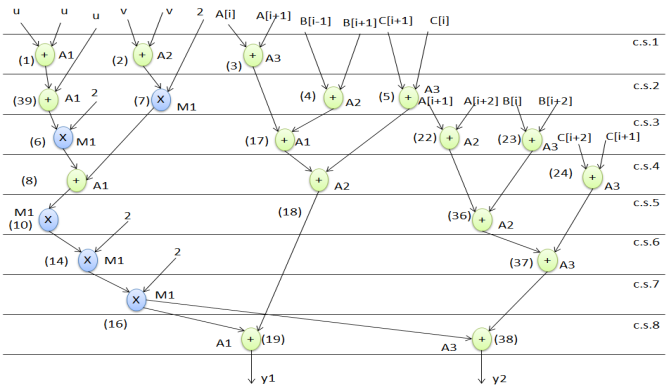 u u u v v 2 A[i] A[i+1] B[i-1] B[i+1] C[i+1] C[i]
c.s.1
(1) + A1 (2) + A2 (3) + A3
c.s.2
(39) + A1 (7) X M1 (4) + A2 (5) + A3
2 A[i+1] A[i+2] B[i] B[i+2]
c.s.3
(6) X M1 (17) + A1 (22) + A2 (23) + A3 C[i+2] C[i+1]
c.s.4
(8) + A1 + A2 (24) + A3
c.s.5
M1 (18)
(10) X 2 (36) + A2
c.s.6
(14) X M1 2 (37) + A3
c.s.7
X M1
(16)
c.s.8
A1 + (19) A3 + (38)
y1 y2